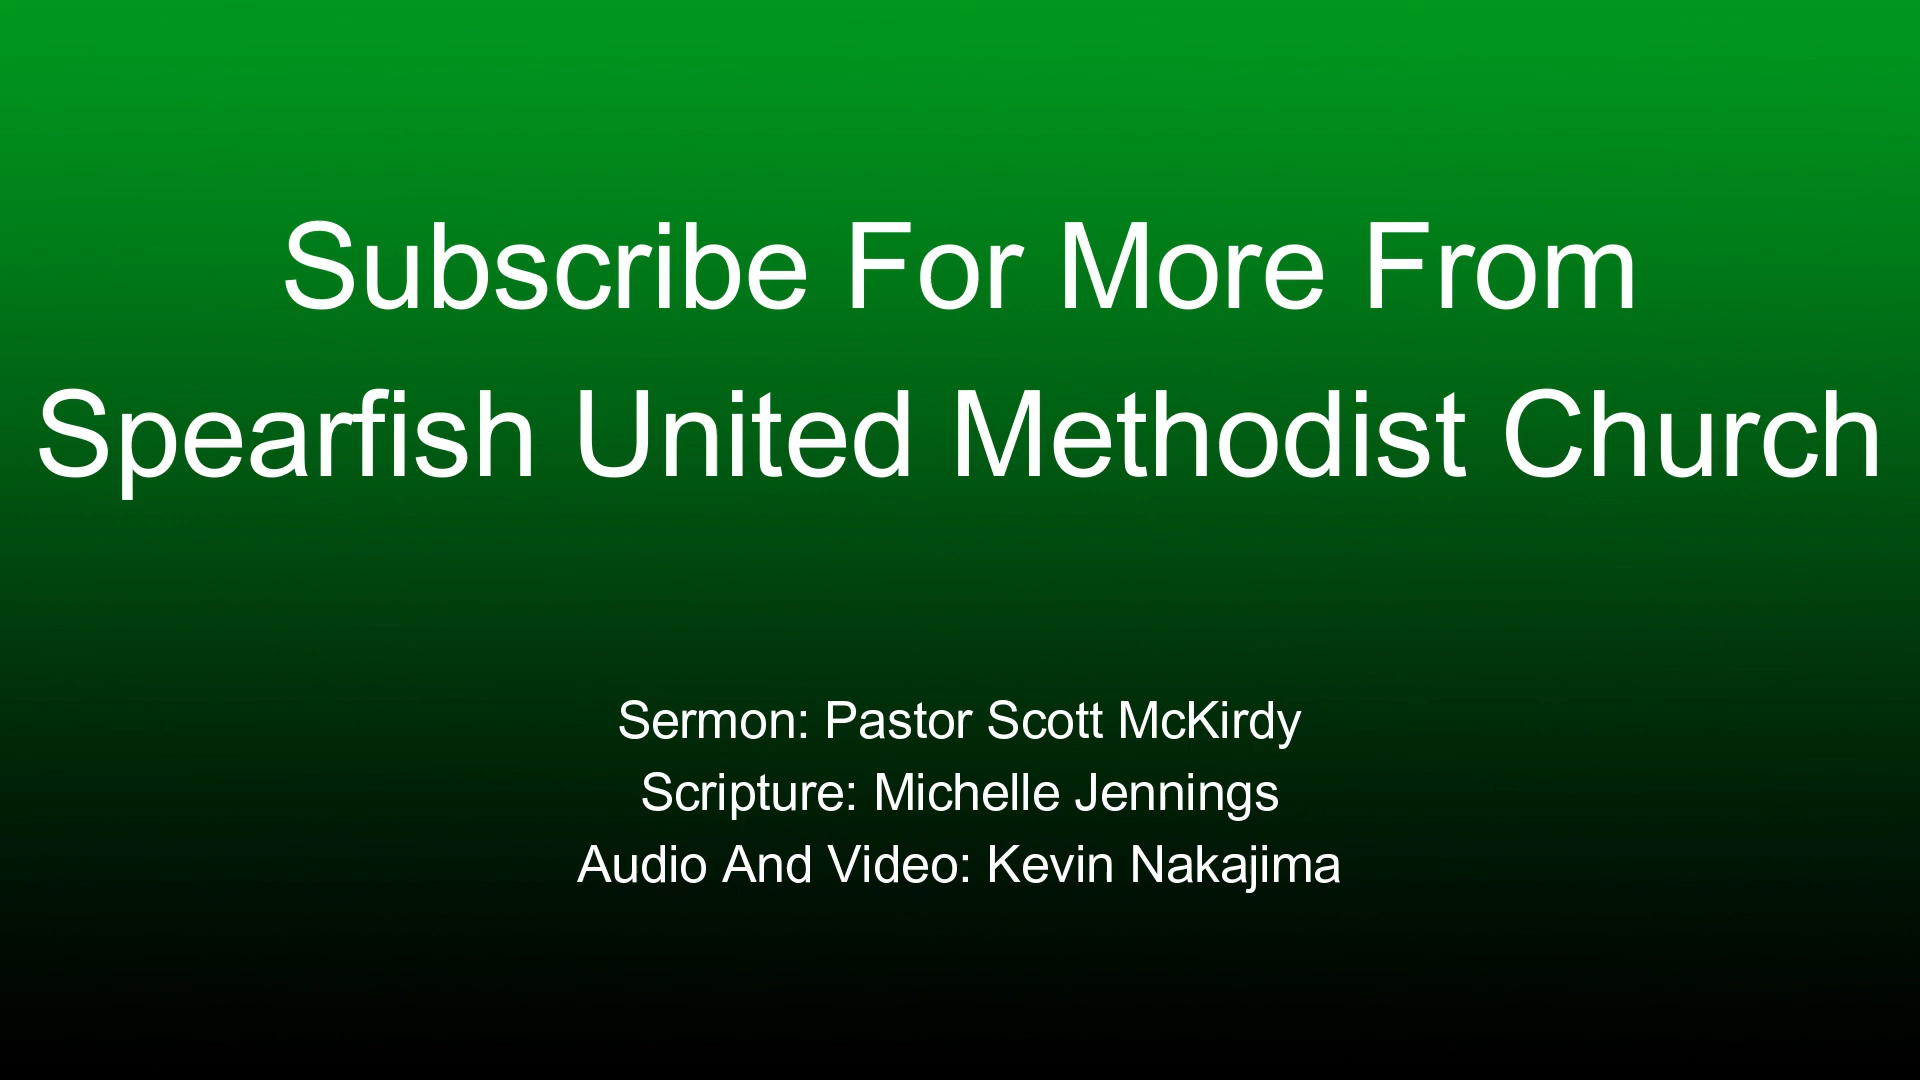 Subscribe For More From
Spearfish United Methodist Church
Sermon: Pastor Scott McKirdy
Scripture: Michelle Jennings
Audio And Video: Kevin Nakajima